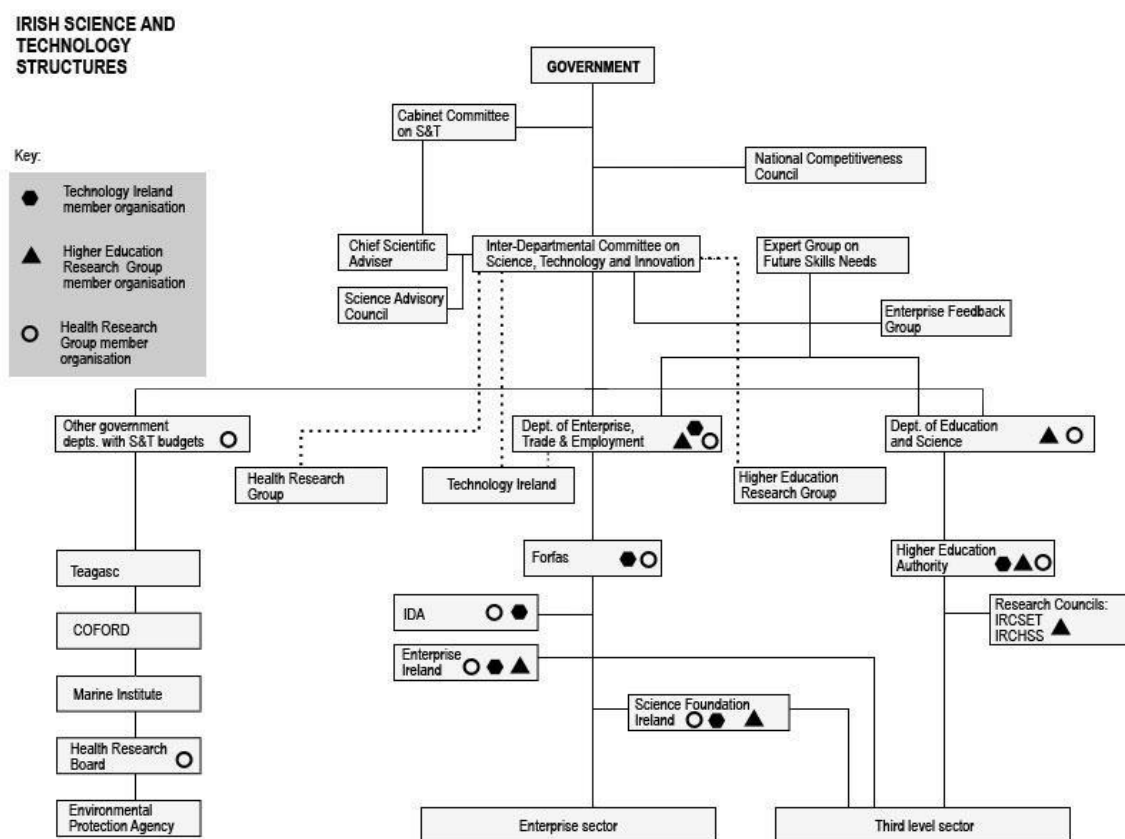 IRISH SCIENCE AND
TECHNOLOGY
STRUCTURES
GOVERNMENT
Cabinet Committee
on S&T
Key:
National Competitiveness
Council
Technology Ireland
member organisation
Higher Education
Research Group
member organisation
Health Research
Group member
organisation
Chief Scientific
Adviser
Inter-Departmental Committee on
Science, Technology and Innovation
Expert Group on
Future Skills Needs
Science Advisory
Council
Enterprise Feedback
Group
Other government
depts. with S&T budgets
Dept. of Enterprise,
Trade & Employment
Dept. of Education
and Science
Health Research
Group
Technology Ireland
Higher Education
Research Group
Teagasc
Forfas
Higher Education
Authority
IDA
Research Councils:
IRCSET
IRCHSS
COFORD
Enterprise
Ireland
Marine Institute
Science Foundation
Ireland
Health Research
Board
Environmental
Protection Agency
Enterprise sector
Third level sector